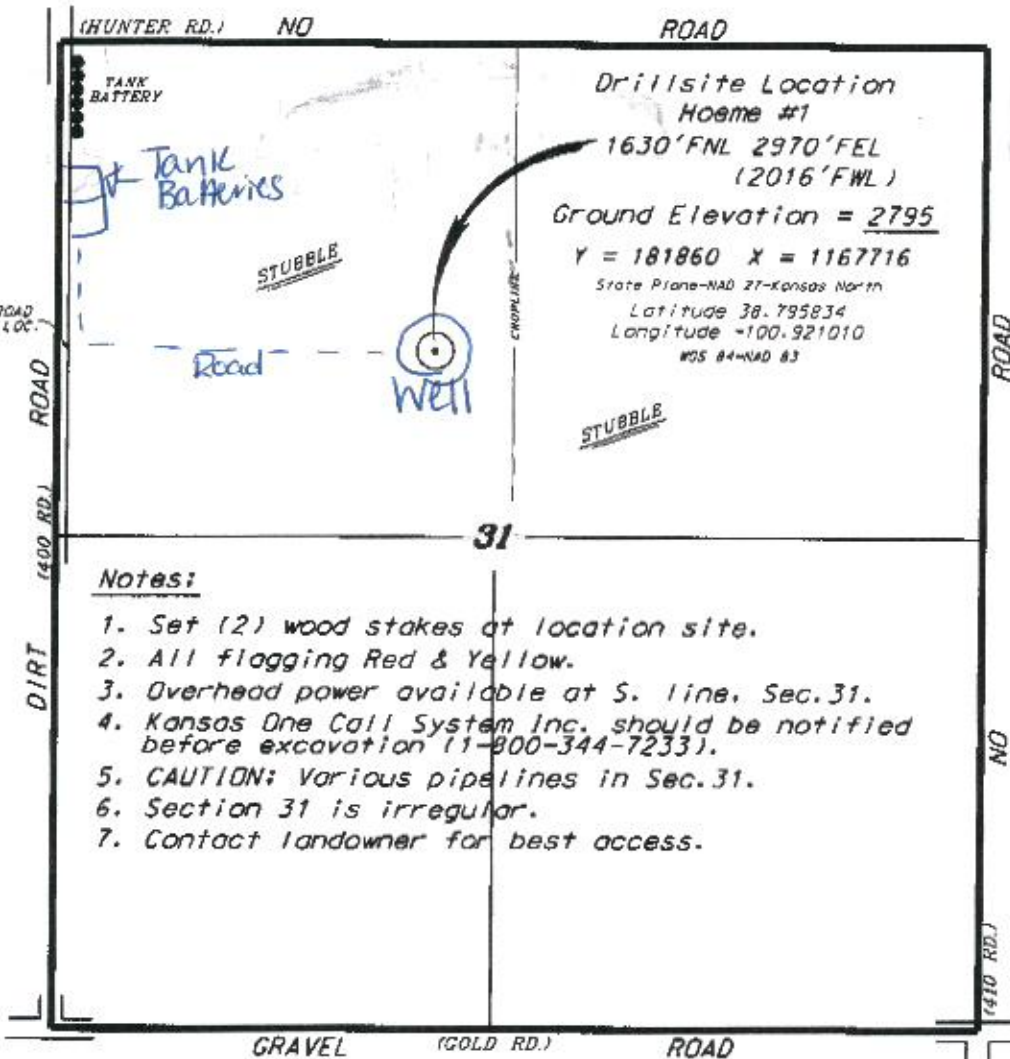 (HUNTER RD.) NO ROAD
TANK
BATTERY
Tank
Batteries
Drillsite Location
Hoeme #1
1630'FNL 2970'FEL
(2016'FWL)
Ground Elevation = 2795
Y = 181860 X = 1167716
State Plane-NAD 27-Kansas North
Latitude 38.795834
Longitude -100.921010
WGS 84-NAD 83
STUBBLE
CROPLINE
ROAD
LOC.
Road
Well
STUBBLE
ROAD
ROAD
(400 RD.)
31
DIRT
NO
Notes:
1. Set (2) wood stakes at location site.
2. All flagging Red & Yellow.
3. Overhead power available at S. line, Sec.31.
4. Kansas One Call System Inc. should be notified
before excavation (1-800-344-7233).
5. CAUTION: Various pipelines in Sec.31.
6. Section 31 is irregular.
7. Contact landowner for best access.
(410 RD.)
GRAVEL (GOLD RD.) ROAD